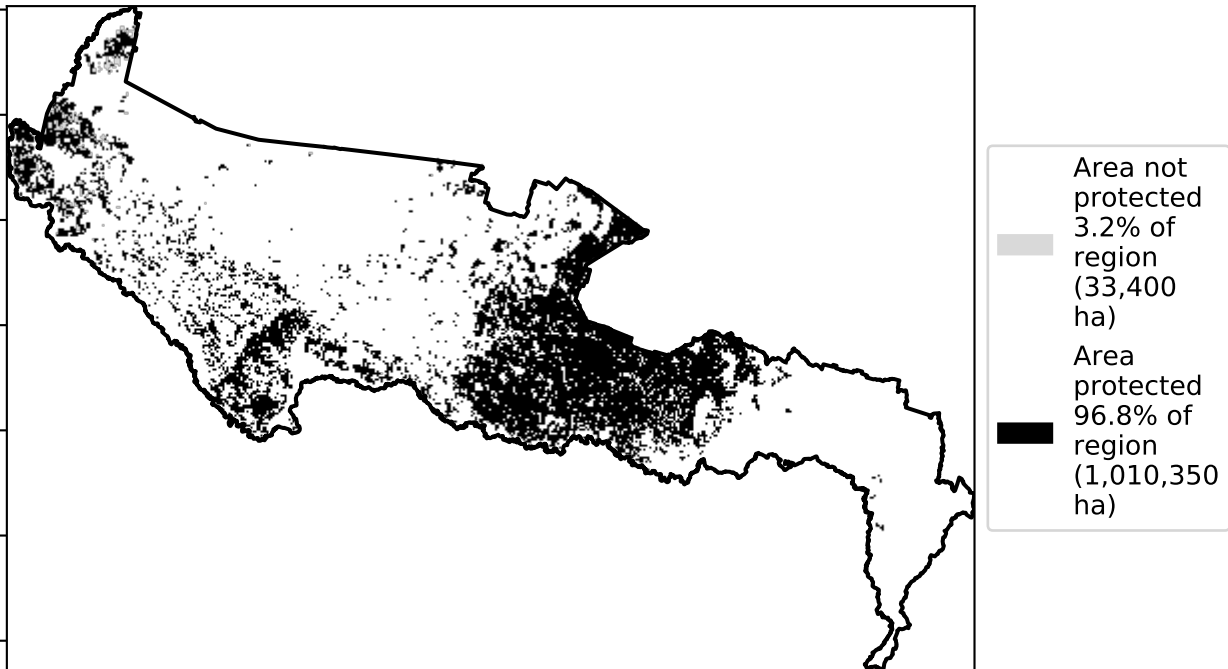 Area not
protected
3.2% of
region
(33,400
ha)
Area
protected
96.8% of
region
(1,010,350
ha)